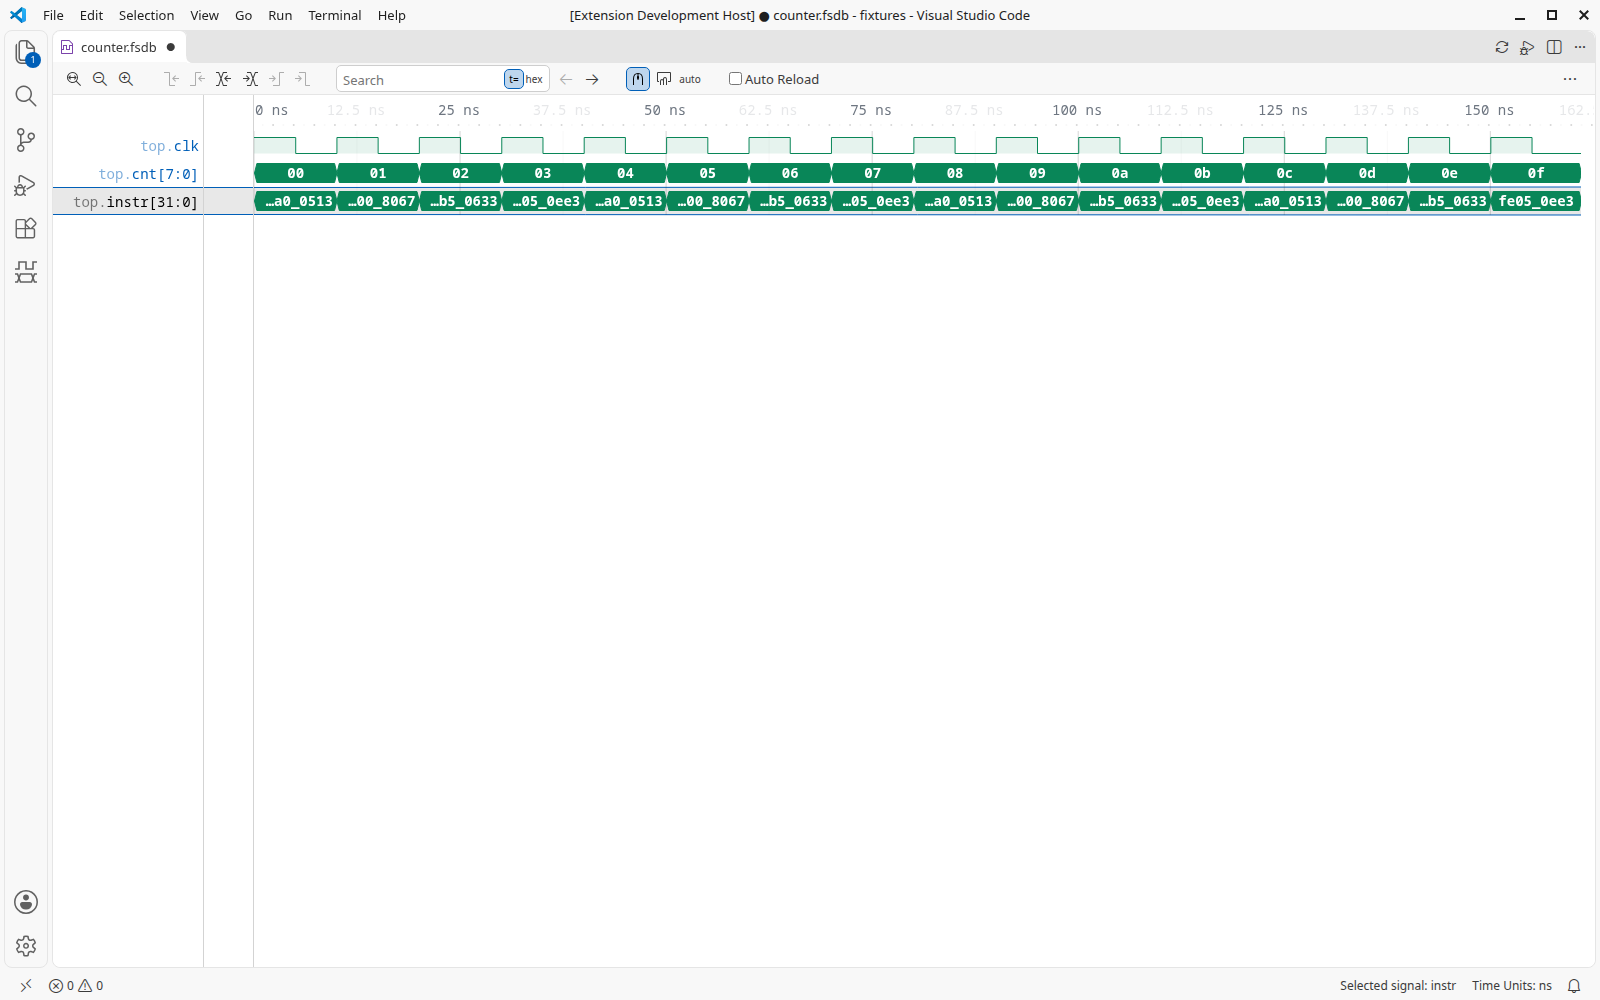 File Edit Selection View Go Run Terminal Help
[Extension Development Host] ● counter.fsdb - fixtures - Visual Studio Code
1
counter.fsdb ●
Search
t= hex
auto
Auto Reload
0 ns 12.5 ns 25 ns 37.5 ns 50 ns 62.5 ns 75 ns 87.5 ns 100 ns 112.5 ns 125 ns 137.5 ns 150 ns 162.
top.clk
top.cnt[7:0] 00 01 02 03 04 05 06 07 08 09 0a 0b 0c 0d 0e 0f
top.instr[31:0] …a0_0513 …00_8067 …b5_0633 …05_0ee3 …a0_0513 …00_8067 …b5_0633 …05_0ee3 …a0_0513 …00_8067 …b5_0633 …05_0ee3 …a0_0513 …00_8067 …b5_0633 fe05_0ee3
0 0
Selected signal: instr Time Units: ns